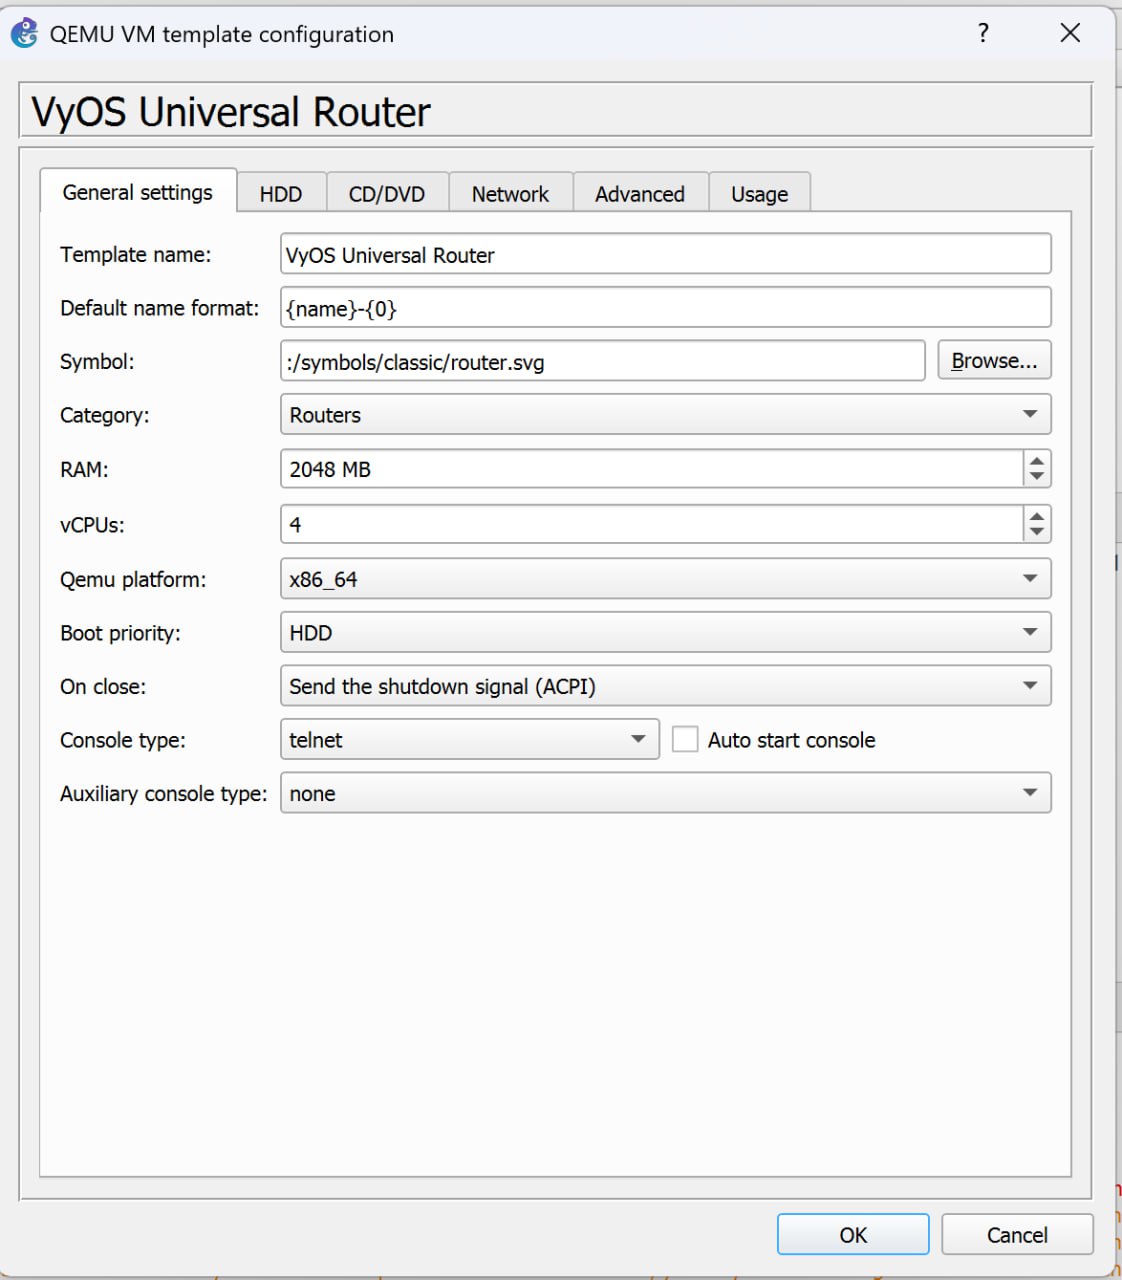 QEMU VM template configuration
?
VyOS Universal Router
General settings
HDD
CD/DVD
Network
Advanced
Usage
Template name:
VyOS Universal Router
Default name format:
{name}-{0}
Symbol:
:/symbols/classic/router.svg
Browse...
Category:
Routers
RAM:
2048 MB
vCPUs:
4
Qemu platform:
x86_64
Boot priority:
HDD
On close:
Send the shutdown signal (ACPI)
Console type:
telnet
Auto start console
Auxiliary console type:
none
OK
Cancel